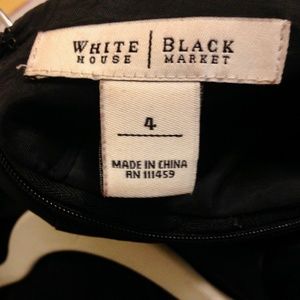 WHITE | BLACK
HOUSE | MARKET
4
MADE IN CHINA
RN 111459